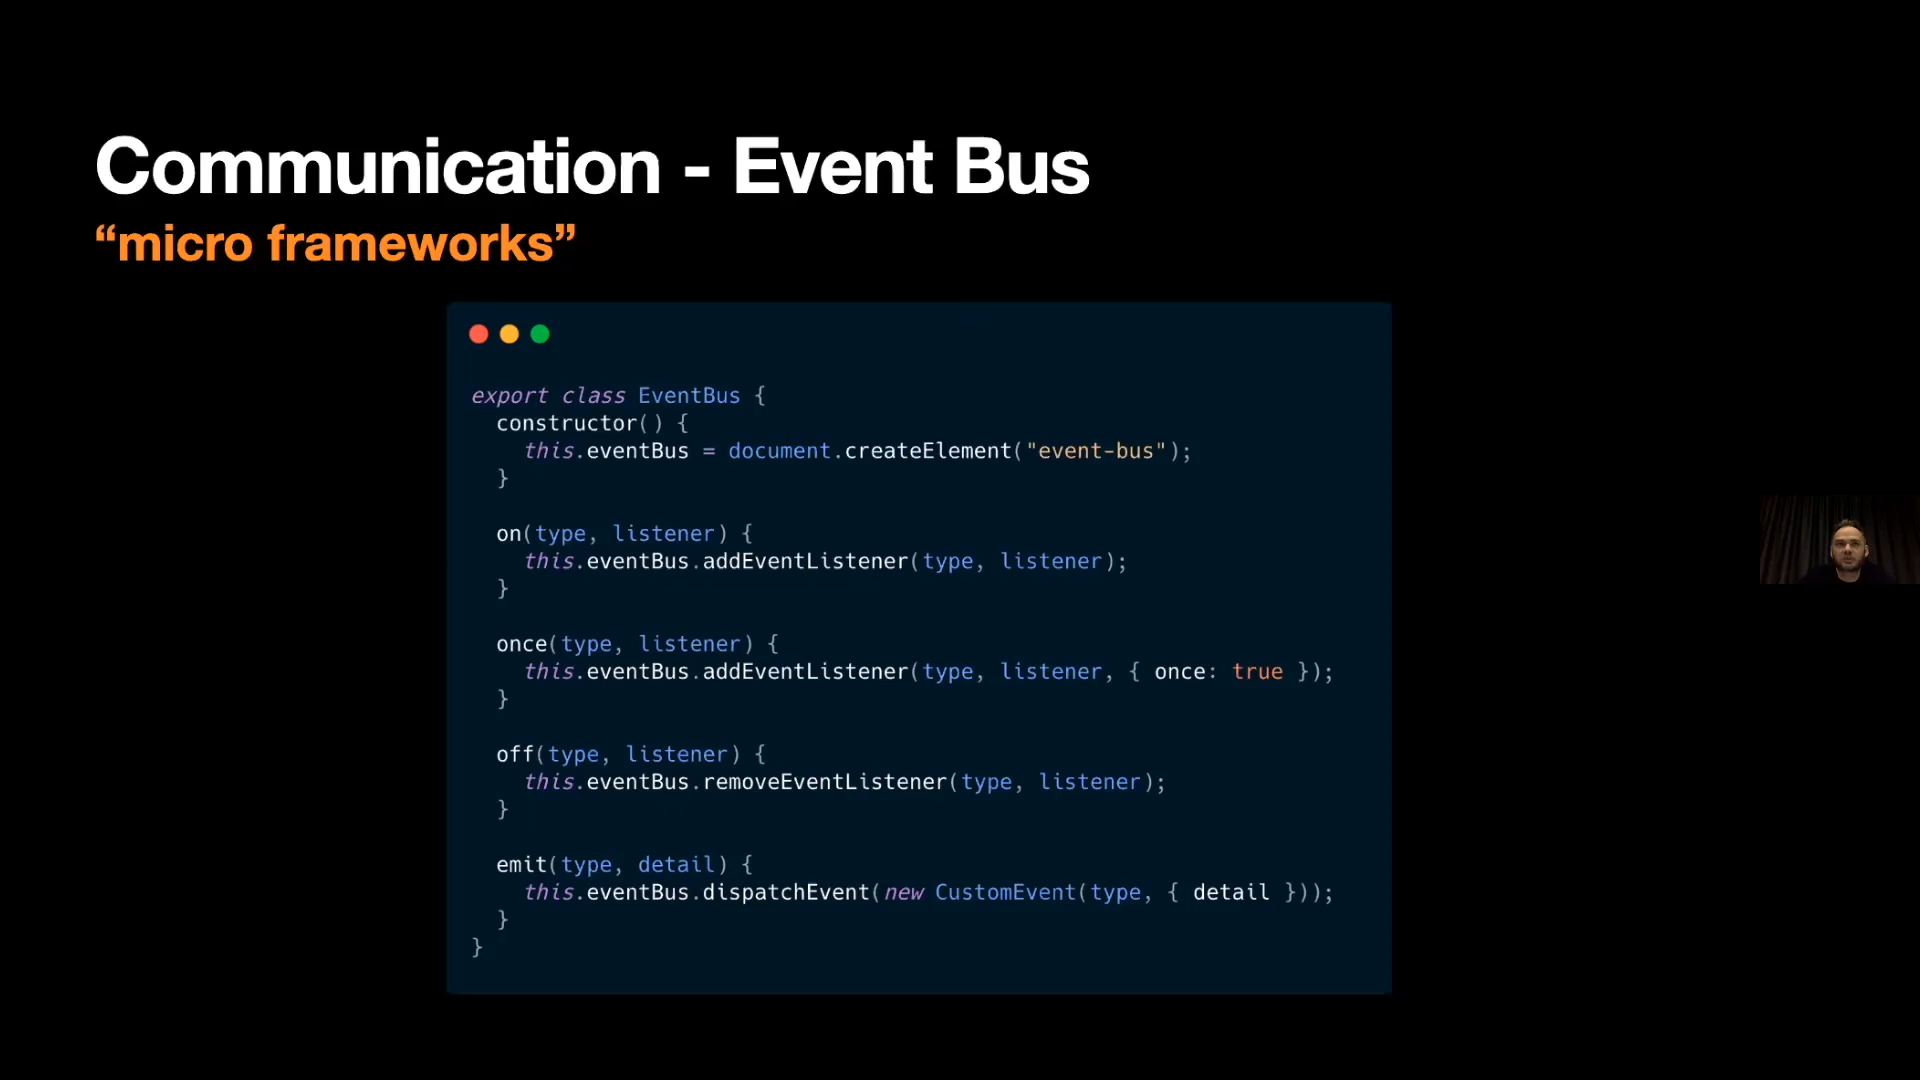 Communication - Event Bus
“micro frameworks”
export class EventBus {
  constructor() {
    this.eventBus = document.createElement("event-bus");
  }

  on(type, listener) {
    this.eventBus.addEventListener(type, listener);
  }

  once(type, listener) {
    this.eventBus.addEventListener(type, listener, { once: true });
  }

  off(type, listener) {
    this.eventBus.removeEventListener(type, listener);
  }

  emit(type, detail) {
    this.eventBus.dispatchEvent(new CustomEvent(type, { detail }));
  }
}